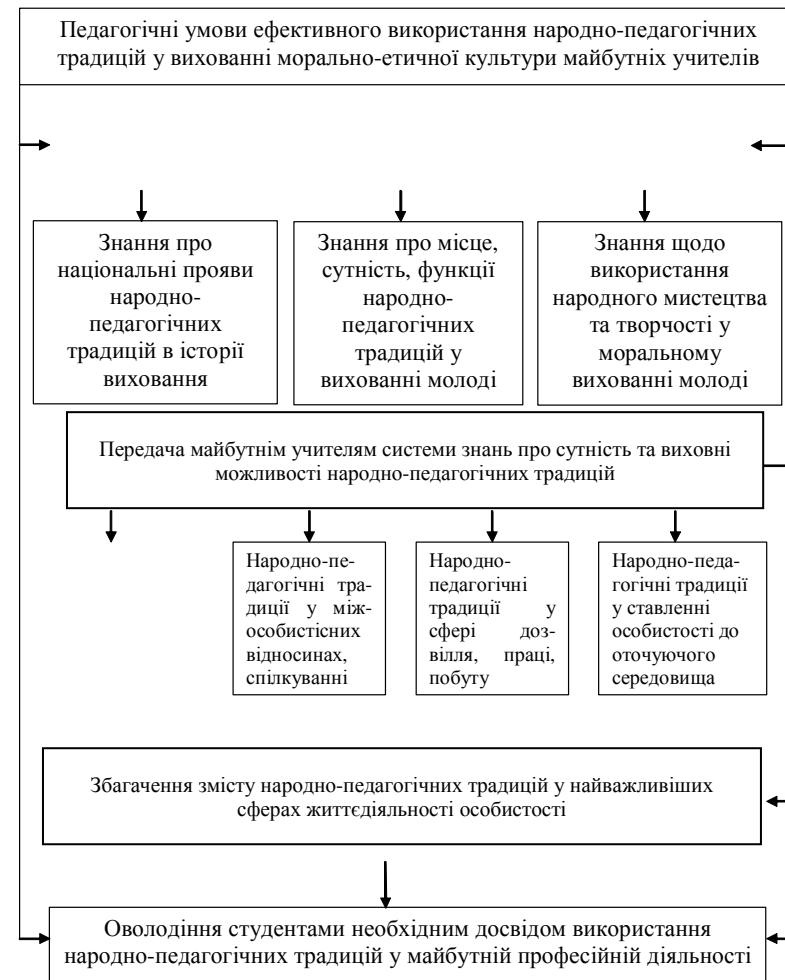 Педагогічні умови ефективного використання народно-педагогічних
традицій у вихованні морально-етичної культури майбутніх учителів
Знання про
національні прояви
народно-
педагогічних
традицій в історії
виховання
Знання про місце,
сутність, функції
народно-
педагогічних
традицій у
вихованні молоді
Знання щодо
використання
народного мистецтва
та творчості у
моральному
вихованні молоді
Передача майбутнім учителям системи знань про сутність та виховні
можливості народно-педагогічних традицій
Народно-пе-
дагогічні тра-
диції у між-
особистісних
відносинах,
спілкуванні
Народно-
педагогічні
традиції у
сфері доз-
вілля, праці,
побуту
Народно-педа-
гогічні традиції
у ставленні
особистості до
оточуючого
середовища
Збагачення змісту народно-педагогічних традицій у найважливіших
сферах життєдіяльності особистості
Оволодіння студентами необхідним досвідом використання
народно-педагогічних традицій у майбутній професійній діяльності